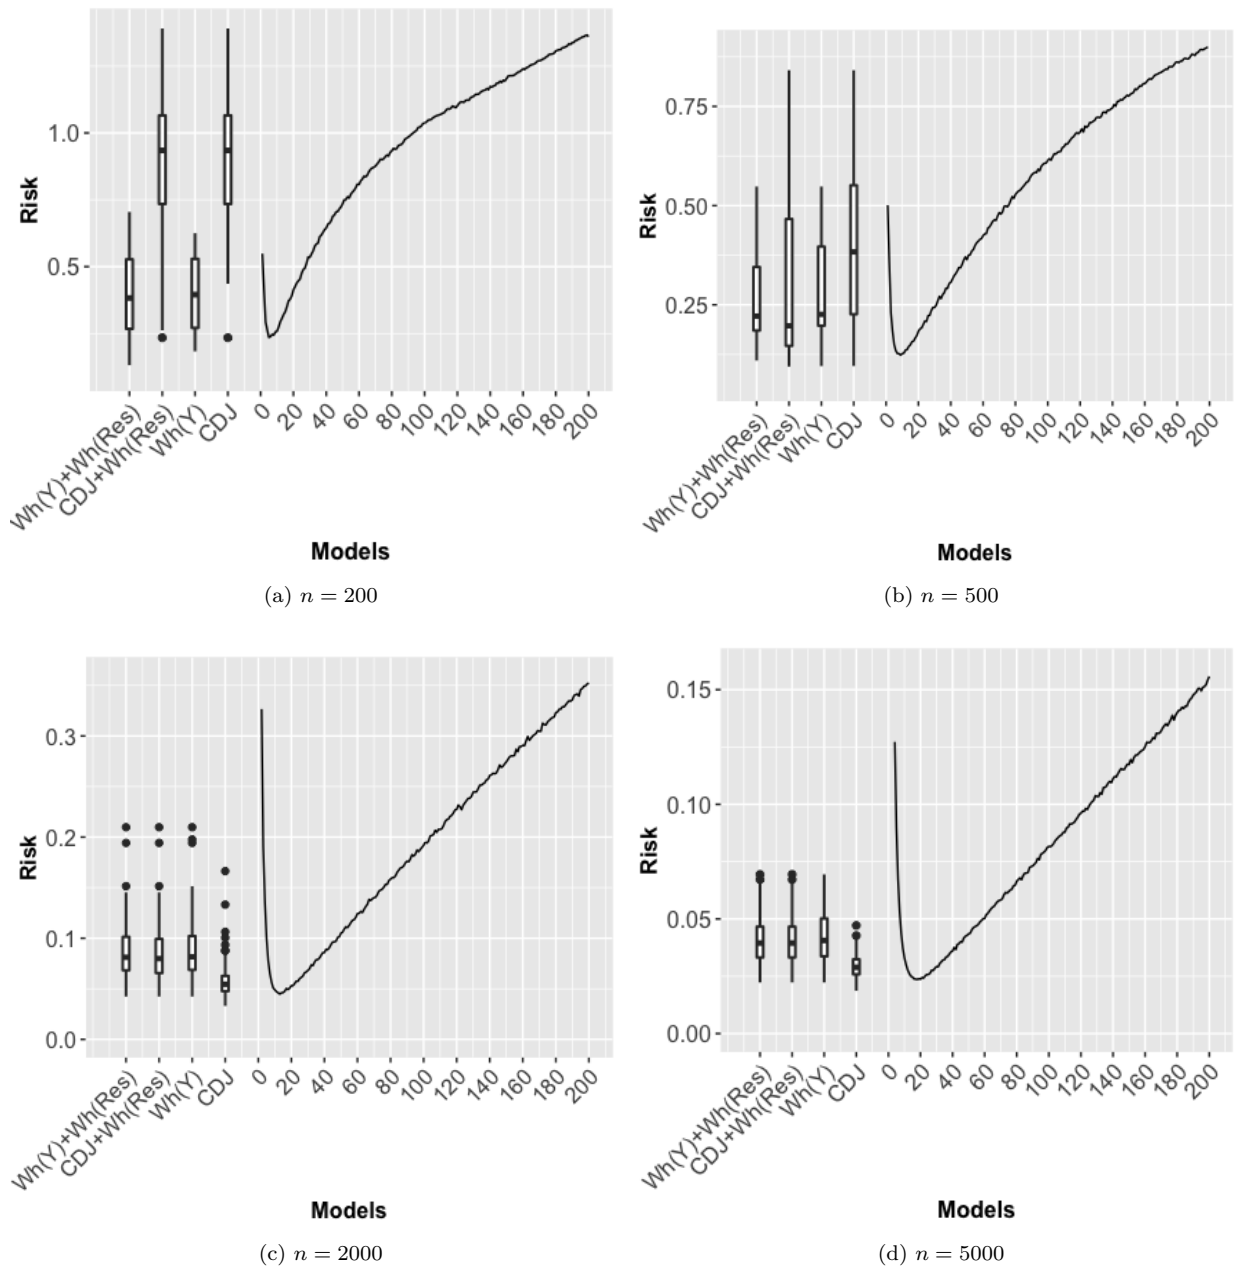 Risk
1.0
0.5
Wh(Y)+Wh(Res)
CDJ+Wh(Res)
Wh(Y)
CDJ
0
20
40
60
80
100
120
140
160
180
200
Models
(a) n = 200
Risk
0.75
0.50
0.25
Wh(Y)+Wh(Res)
CDJ+Wh(Res)
Wh(Y)
CDJ
0
20
40
60
80
100
120
140
160
180
200
Models
(b) n = 500
Risk
0.3
0.2
0.1
0.0
Wh(Y)+Wh(Res)
CDJ+Wh(Res)
Wh(Y)
CDJ
0
20
40
60
80
100
120
140
160
180
200
Models
(c) n = 2000
Risk
0.15
0.10
0.05
0.00
Wh(Y)+Wh(Res)
CDJ+Wh(Res)
Wh(Y)
CDJ
0
20
40
60
80
100
120
140
160
180
200
Models
(d) n = 5000